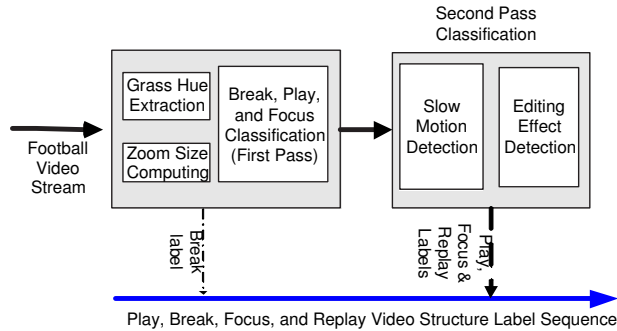 Second Pass
Classification
Grass Hue
Extraction
Zoom Size
Computing
Break, Play,
and Focus
Classification
(First Pass)
Slow
Motion
Detection
Editing
Effect
Detection
Football
Video
Stream
Break
label
Play,
Focus &
Replay
Labels
Play, Break, Focus, and Replay Video Structure Label Sequence